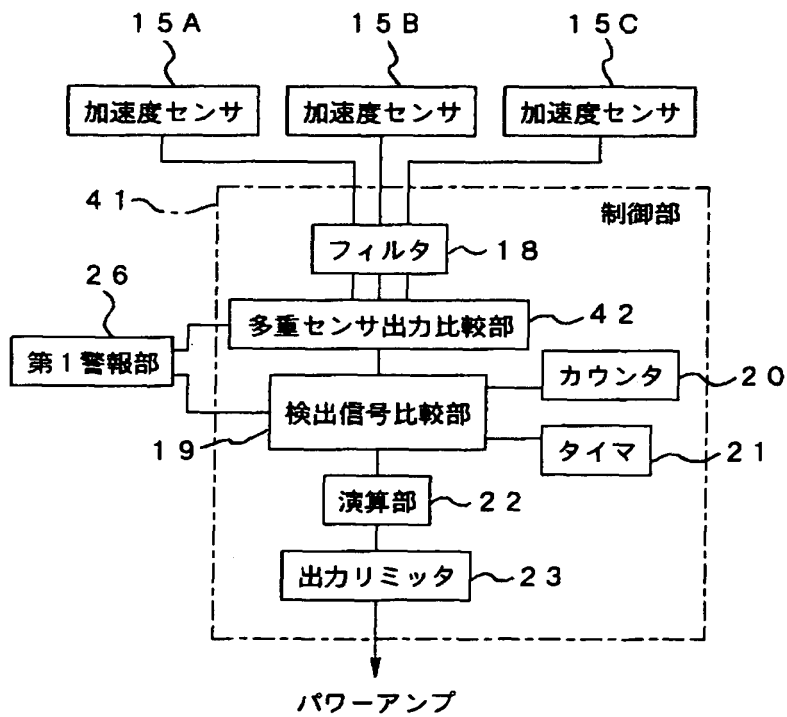 15A 15B 15C
加速度センサ 加速度センサ 加速度センサ
41
制御部
フィルタ 18
26
多重センサ出力比較部 42
第1警報部
カウンタ 20
検出信号比較部
19
タイマ 21
演算部 22
出力リミッタ 23
パワーアンプ